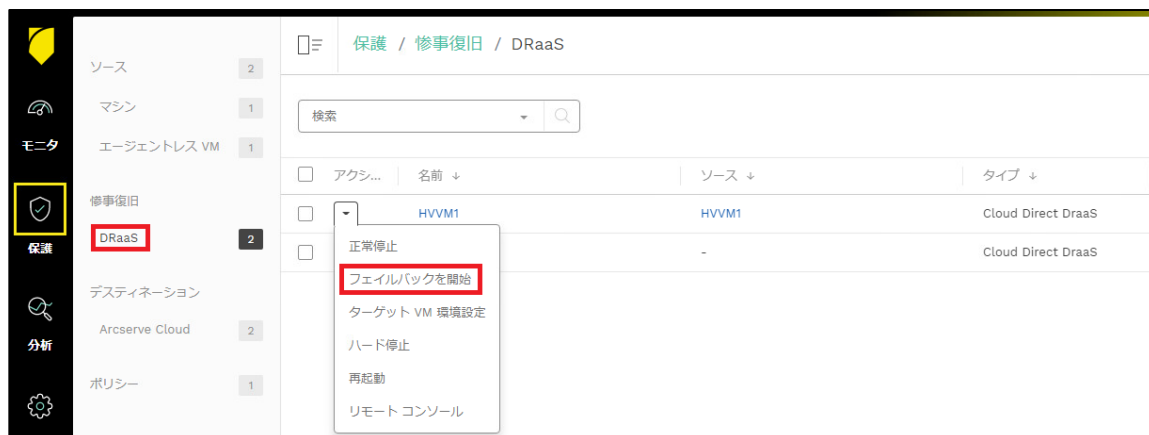 モニタ
保護
分析
ソース 2
マシン 1
エージェントレス VM 1
惨事復旧
DRaaS 2
デスティネーション
Arcserve Cloud 2
ポリシー 1
保護 / 惨事復旧 / DRaaS
検索
アクシ... 名前 ↓ ソース ↓ タイプ ↓
HVVM1 HVVM1 Cloud Direct DraaS
- Cloud Direct DraaS
正常停止
フェイルバックを開始
ターゲット VM 環境設定
ハード停止
再起動
リモート コンソール